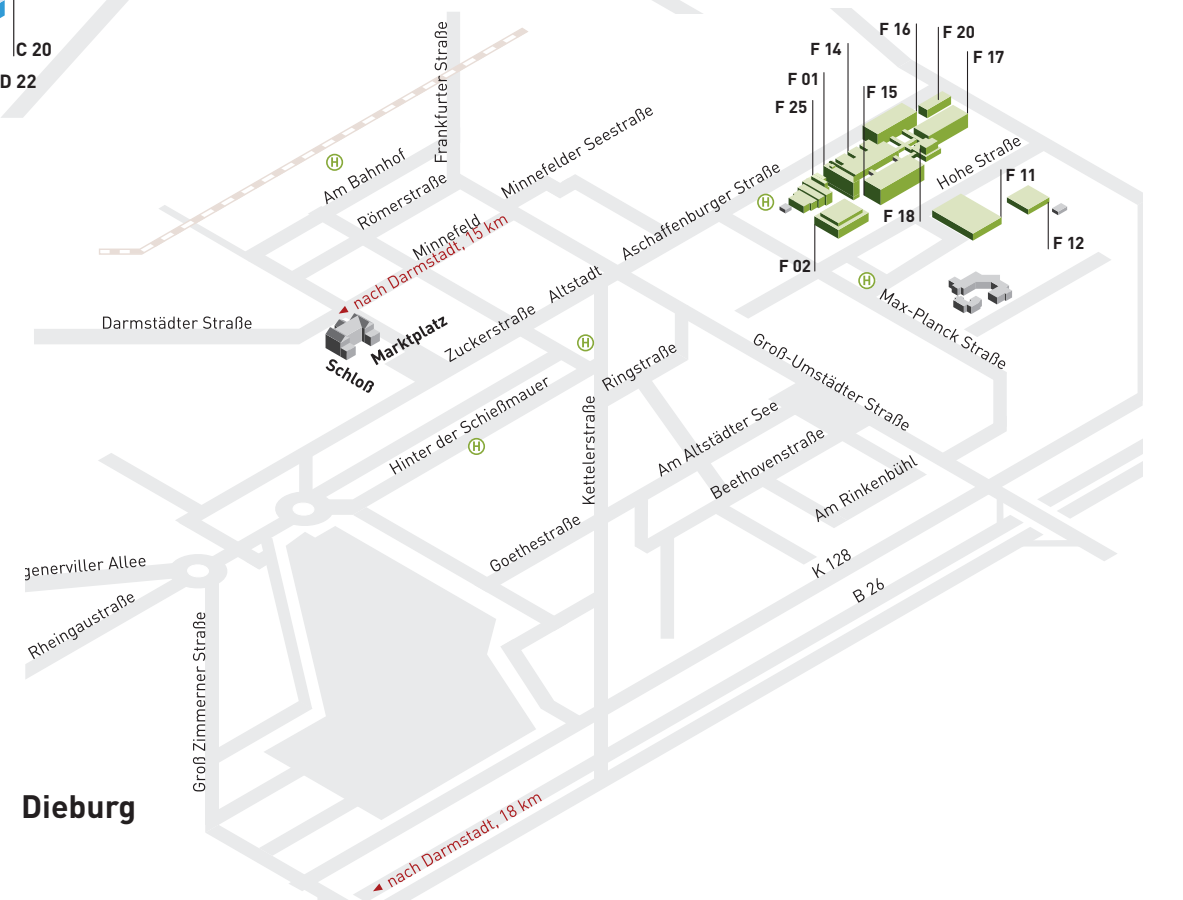 C 20
D 22
F 16
F 20
F 14
F 17
F 01
F 15
F 25
Frankfurter Straße
Minnefelder Seestraße
Am Bahnhof
H
Römerstraße
Hohe Straße
F 11
Aschaffenburger Straße
H
F 18
F 12
Minnefeld
nach Darmstadt, 15 km
F 02
Altstadt
H
Max-Planck Straße
Darmstädter Straße
Marktplatz
Schloß
Zuckerstraße
H
Ringstraße
Groß-Umstädter Straße
Hinter der Schießmauer
H
Kettelerstraße
Am Altstädter See
Beethovenstraße
Am Rinkenbühl
Goethestraße
K 128
B 26
generviller Allee
Rheingaustraße
Groß Zimmerner Straße
Dieburg
nach Darmstadt, 18 km